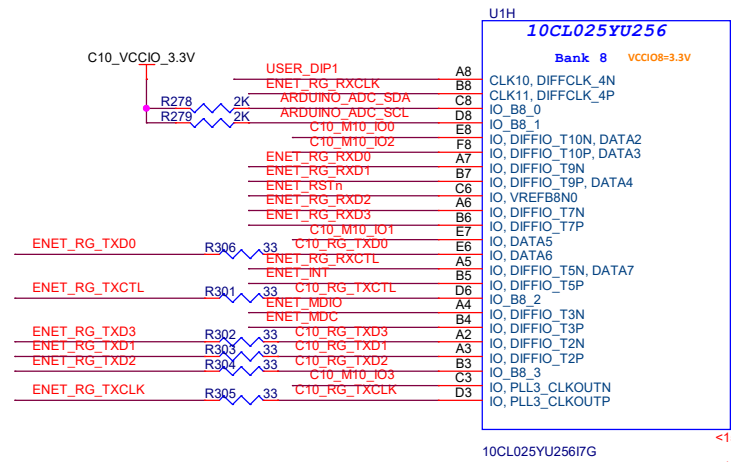 U1H
10CL025YU256
Bank 8 VCCIO8=3.3V
C10_VCCIO_3.3V
USER_DIP1 A8 CLK10, DIFFCLK_4N
ENET_RG_RXCLK B8 CLK11, DIFFCLK_4P
R278 2K ARDUINO_ADC_SDA C8 IO_B8_0
R279 2K ARDUINO_ADC_SCL D8 IO_B8_1
C10_M10_IO0 E8 IO, DIFFIO_T10N, DATA2
C10_M10_IO2 F8 IO, DIFFIO_T10P, DATA3
ENET_RG_RXD0 A7 IO, DIFFIO_T9N
ENET_RG_RXD1 B7 IO, DIFFIO_T9P, DATA4
ENET_RSTn C6 IO, VREFB8N0
ENET_RG_RXD2 A6 IO, DIFFIO_T7N
ENET_RG_RXD3 B6 IO, DIFFIO_T7P
C10_M10_IO1 E7 IO, DATA5
ENET_RG_TXD0 R306 33 C10_RG_TXD0 E6 IO, DATA6
ENET_RG_RXCTL A5 IO, DIFFIO_T5N, DATA7
ENET_INT B5 IO, DIFFIO_T5P
ENET_RG_TXCTL R301 33 C10_RG_TXCTL D6 IO_B8_2
ENET_MDIO A4 IO, DIFFIO_T3N
ENET_MDC B4 IO, DIFFIO_T3P
ENET_RG_TXD3 R302 33 C10_RG_TXD3 A2 IO, DIFFIO_T2N
ENET_RG_TXD1 R303 33 C10_RG_TXD1 A3 IO, DIFFIO_T2P
ENET_RG_TXD2 R304 33 C10_RG_TXD2 B3 IO_B8_3
C10_M10_IO3 C3 IO, PLL3_CLKOUTN
ENET_RG_TXCLK R305 33 C10_RG_TXCLK D3 IO, PLL3_CLKOUTP
<1
10CL025YU256I7G